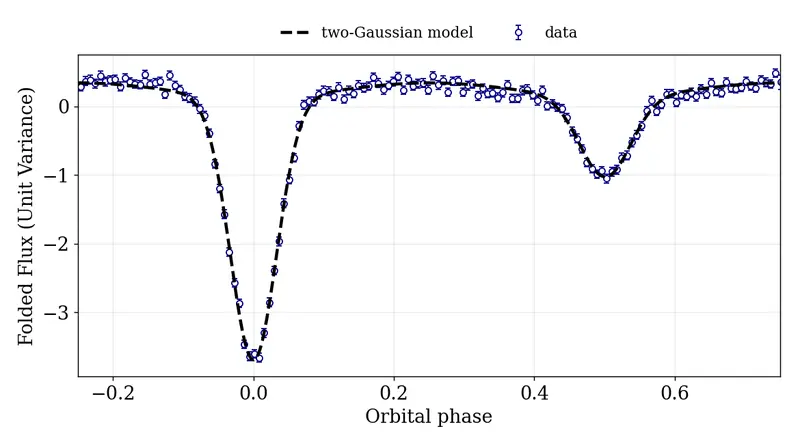 two-Gaussian model
data
Folded Flux (Unit Variance)
0
−1
−2
−3
−0.2
0.0
0.2
0.4
0.6
Orbital phase